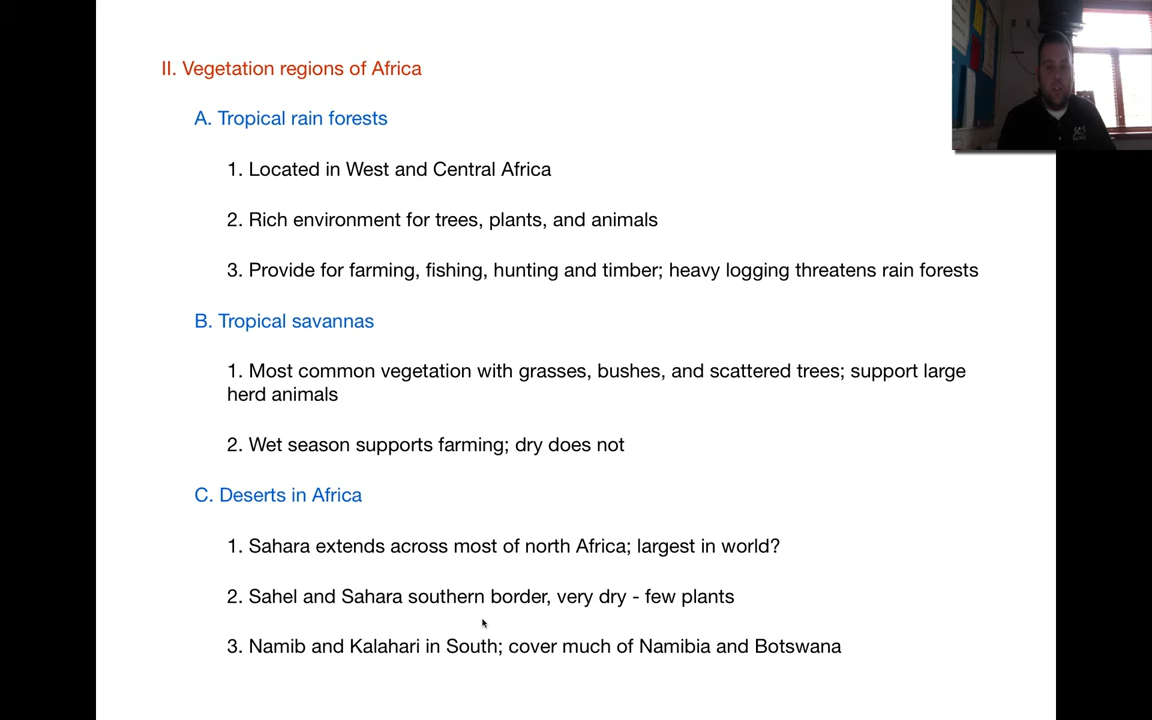 II. Vegetation regions of Africa
A. Tropical rain forests
1. Located in West and Central Africa
2. Rich environment for trees, plants, and animals
3. Provide for farming, fishing, hunting and timber; heavy logging threatens rain forests
B. Tropical savannas
1. Most common vegetation with grasses, bushes, and scattered trees; support large
herd animals
2. Wet season supports farming; dry does not
C. Deserts in Africa
1. Sahara extends across most of north Africa; largest in world?
2. Sahel and Sahara southern border, very dry - few plants
3. Namib and Kalahari in South; cover much of Namibia and Botswana